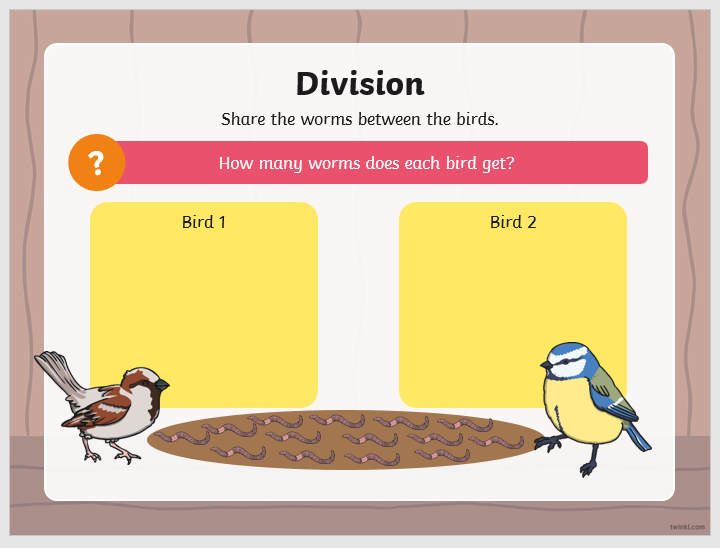 Division
Share the worms between the birds.
?
How many worms does each bird get?
Bird 1
Bird 2
twinkl.com